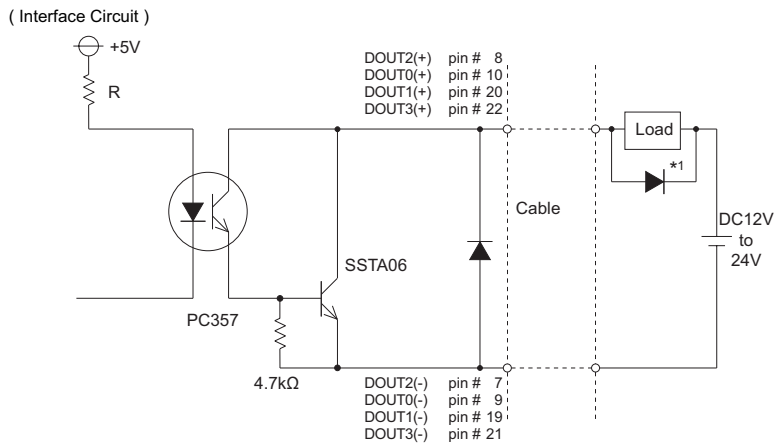 ( Interface Circuit )
+5V
R
DOUT2(+) pin # 8
DOUT0(+) pin # 10
DOUT1(+) pin # 20
DOUT3(+) pin # 22
Load
*1
Cable
DC12V
to
24V
SSTA06
PC357
4.7kΩ
DOUT2(-) pin # 7
DOUT0(-) pin # 9
DOUT1(-) pin # 19
DOUT3(-) pin # 21